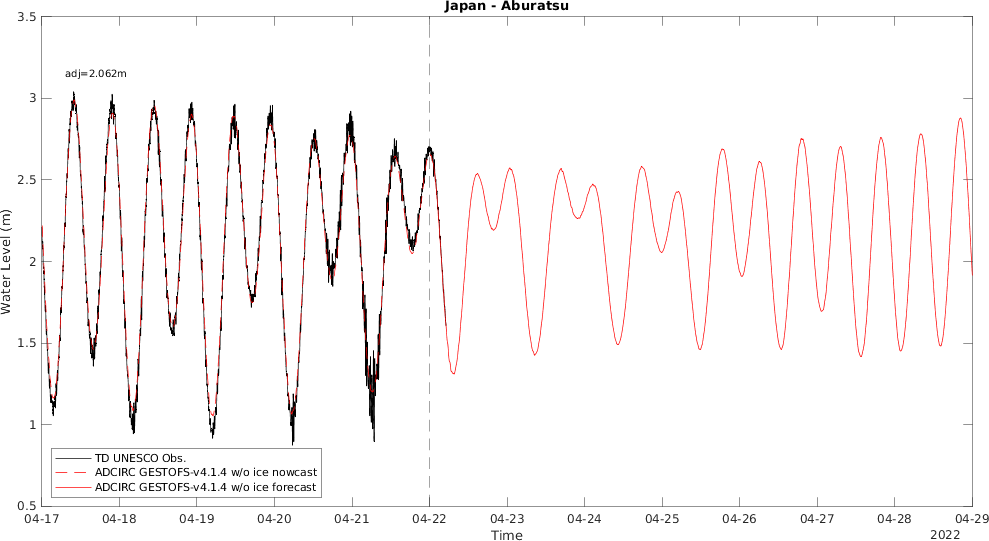 Japan - Aburatsu
3.5
adj=2.062m
3
2.5
2
1.5
1
0.5
Water Level (m)
TD UNESCO Obs.
ADCIRC GESTOFS-v4.1.4 w/o ice nowcast
ADCIRC GESTOFS-v4.1.4 w/o ice forecast
04-17 04-18 04-19 04-20 04-21 04-22 04-23 04-24 04-25 04-26 04-27 04-28 04-29
Time
2022